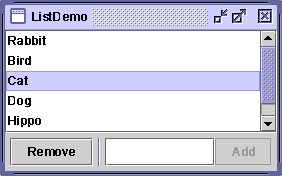 ListDemo
Rabbit
Bird
Cat
Dog
Hippo
Remove
Add